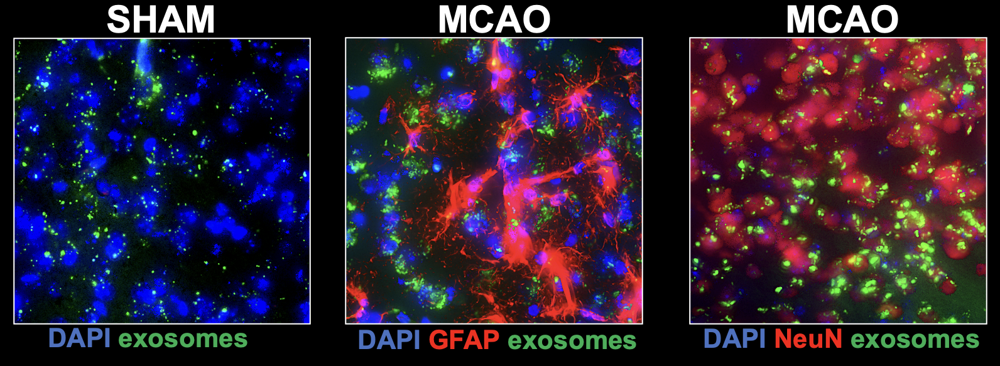 SHAM
MCAO
MCAO
DAPI exosomes
DAPI GFAP exosomes
DAPI NeuN exosomes